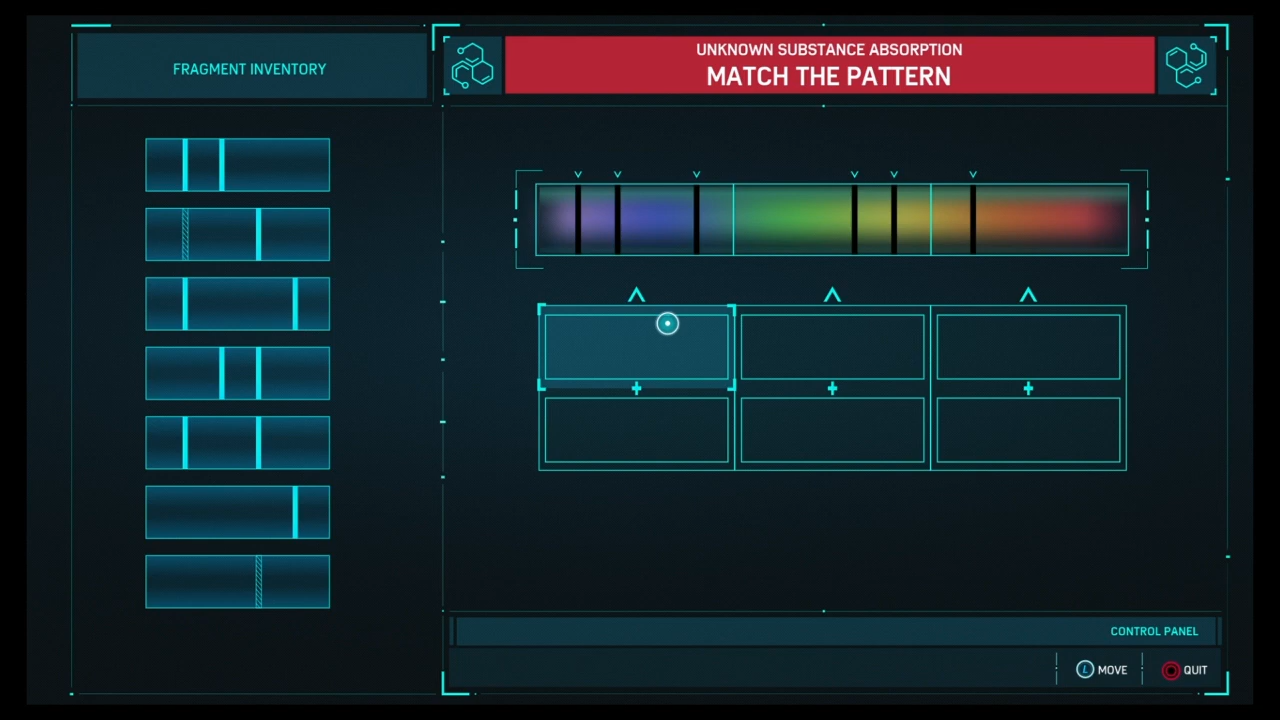 FRAGMENT INVENTORY
UNKNOWN SUBSTANCE ABSORPTION
MATCH THE PATTERN
CONTROL PANEL
L MOVE
QUIT